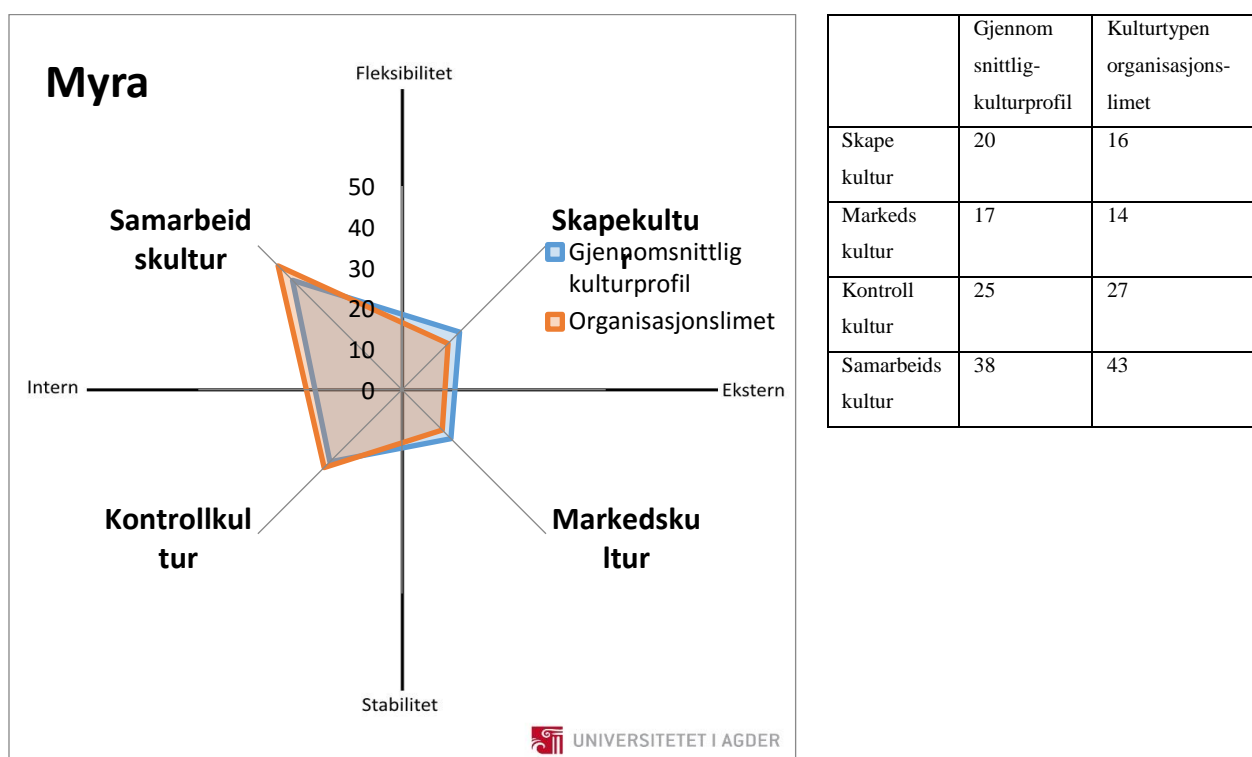 Myra
Fleksibilitet
50
40
30
20
10
0
Samarbeid
skultur
Skapekultu
r
Gjennomsnittlig
kulturprofil
Organisasjonslimet
Intern
Ekstern
Kontrollkul
tur
Markedsku
ltur
Stabilitet
UNIVERSITETET I AGDER
Gjennom
snittlig-
kulturprofil
Kulturtypen
organisasjons-
limet
Skape
kultur
20
16
Markeds
kultur
17
14
Kontroll
kultur
25
27
Samarbeids
kultur
38
43